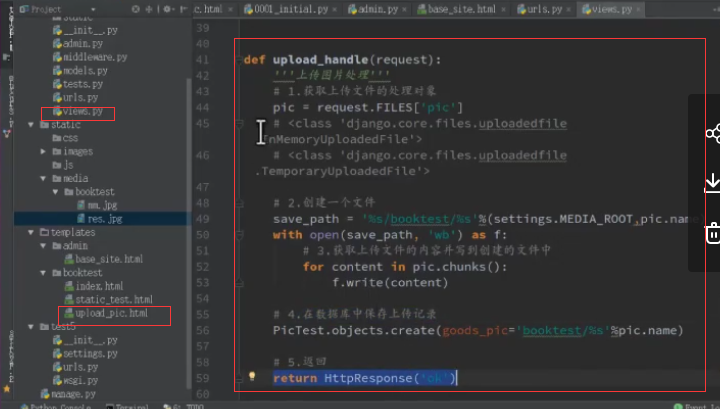 Project
c.html
0001_initial.py
admin.py
base_site.html
urls.py
views.py
static
__init__.py
admin.py
middleware.py
models.py
tests.py
urls.py
views.py
static
css
images
js
media
booktest
mm.jpg
res.jpg
templates
admin
base_site.html
booktest
index.html
static_test.html
upload_pic.html
test5
__init__.py
settings.py
urls.py
wsgi.py
manage.py
39
40
41 def upload_handle(request):
42 '''上传图片处理'''
43 # 1.获取上传文件的处理对象
44 pic = request.FILES['pic']
45 # <class 'django.core.files.uploadedfile
nMemoryUploadedFile'>
46 # <class 'django.core.files.uploadedfile
.TemporaryUploadedFile'>
47
48 # 2.创建一个文件
49 save_path = '%s/booktest/%s'%(settings.MEDIA_ROOT,pic.name
50 with open(save_path, 'wb') as f:
51 # 3.获取上传文件的内容并写到创建的文件中
52 for content in pic.chunks():
53 f.write(content)
54
55 # 4.在数据库中保存上传记录
56 PicTest.objects.create(goods_pic='booktest/%s'%pic.name)
57
58 # 5.返回
59 return HttpResponse('ok')
60
Python Console
Terminal
6: TODO